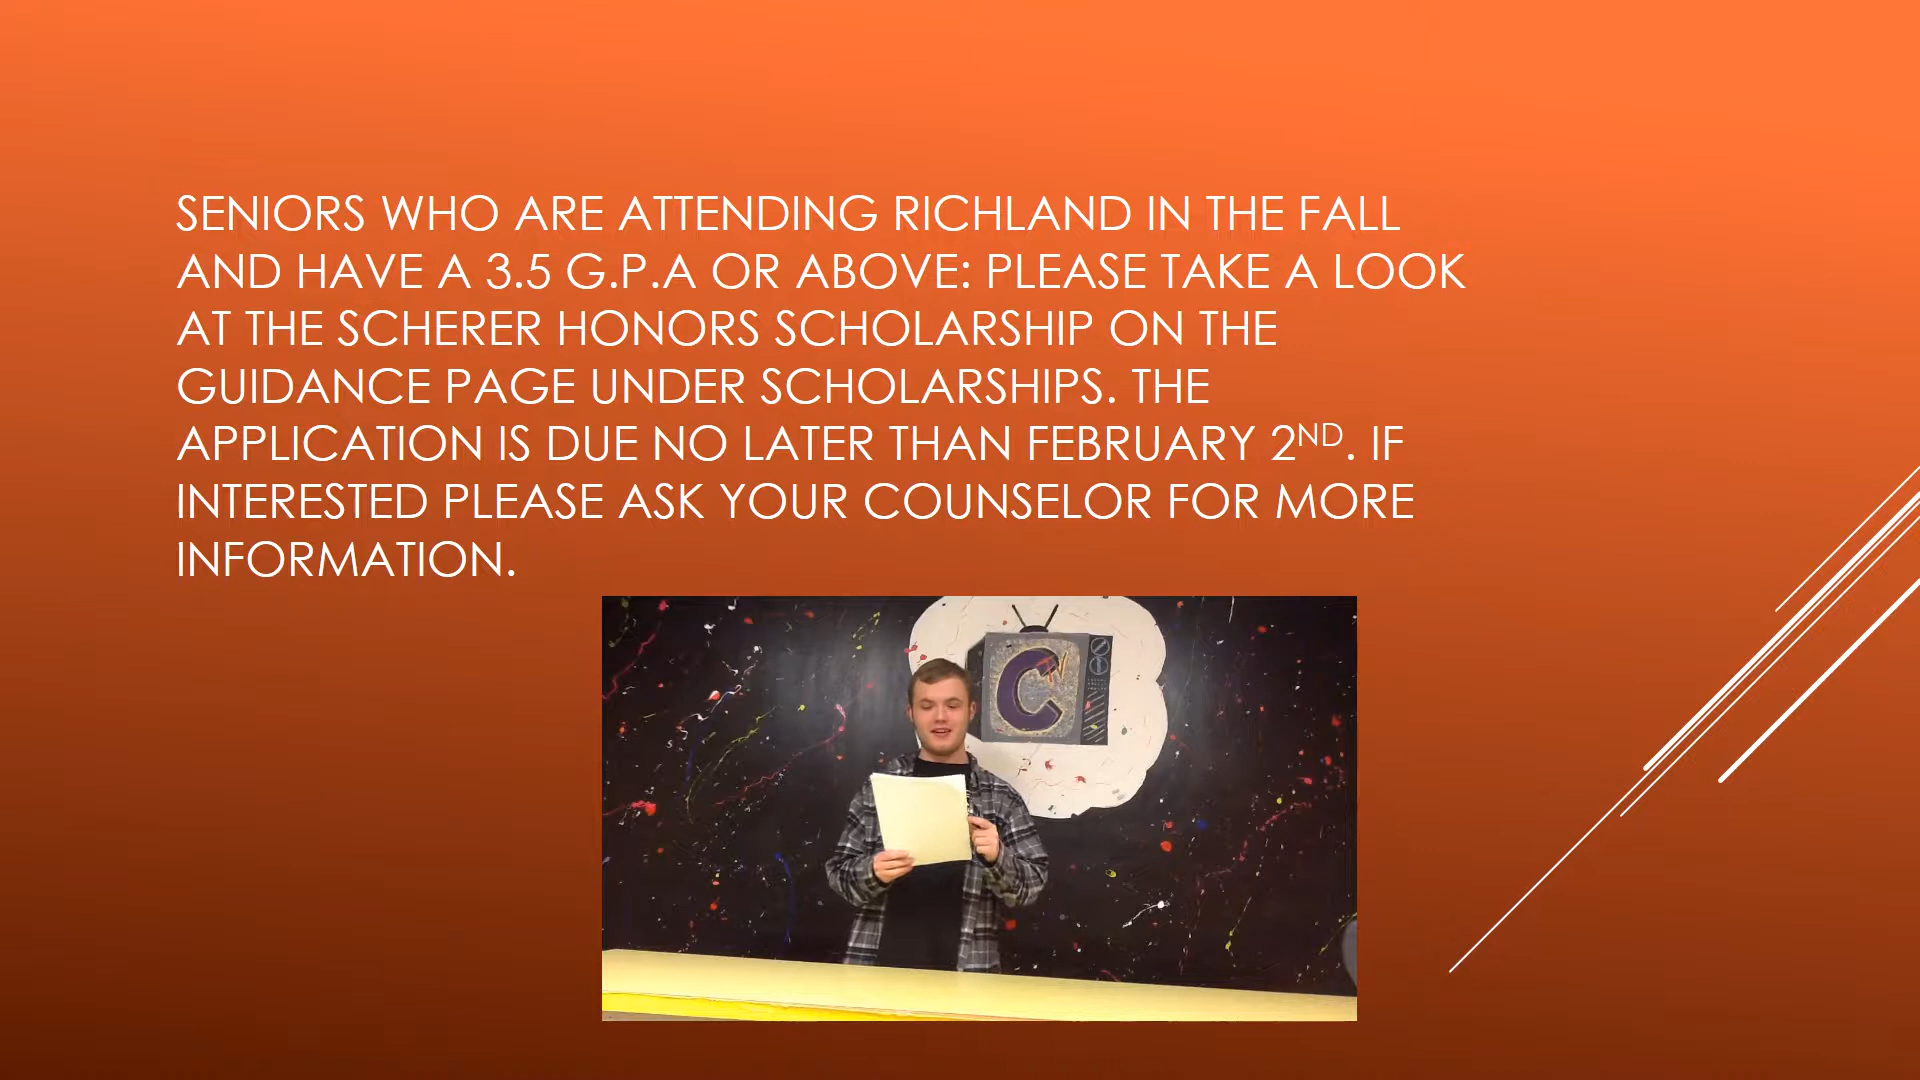 SENIORS WHO ARE ATTENDING RICHLAND IN THE FALL
AND HAVE A 3.5 G.P.A OR ABOVE: PLEASE TAKE A LOOK
AT THE SCHERER HONORS SCHOLARSHIP ON THE
GUIDANCE PAGE UNDER SCHOLARSHIPS. THE
APPLICATION IS DUE NO LATER THAN FEBRUARY 2ND. IF
INTERESTED PLEASE ASK YOUR COUNSELOR FOR MORE
INFORMATION.
CTV